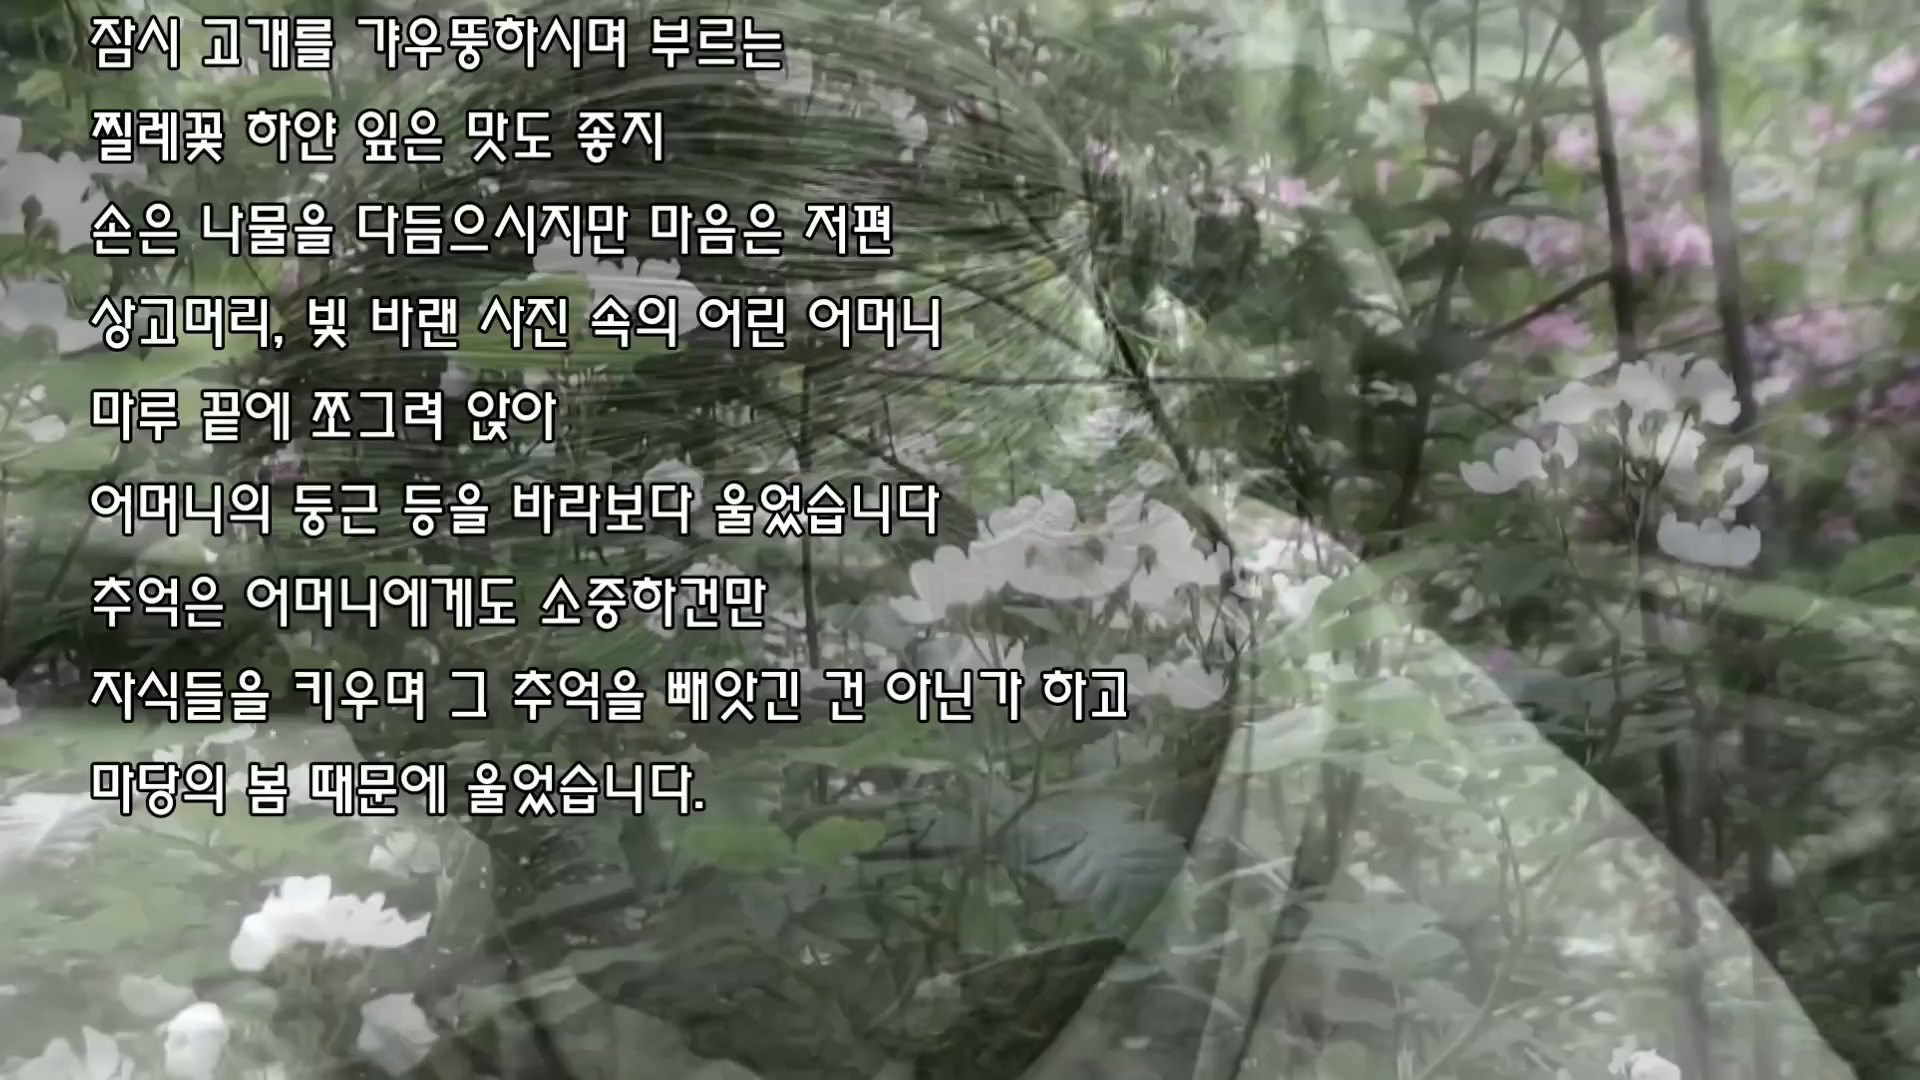 잠시 고개를 갸우뚱하시며 부르는
찔레꽃 하얀 잎은 맛도 좋지
손은 나물을 다듬으시지만 마음은 저편
상고머리, 빛 바랜 사진 속의 어린 어머니
마루 끝에 쪼그려 앉아
어머니의 둥근 등을 바라보다 울었습니다
추억은 어머니에게도 소중하건만
자식들을 키우며 그 추억을 빼앗긴 건 아닌가 하고
마당의 봄 때문에 울었습니다.